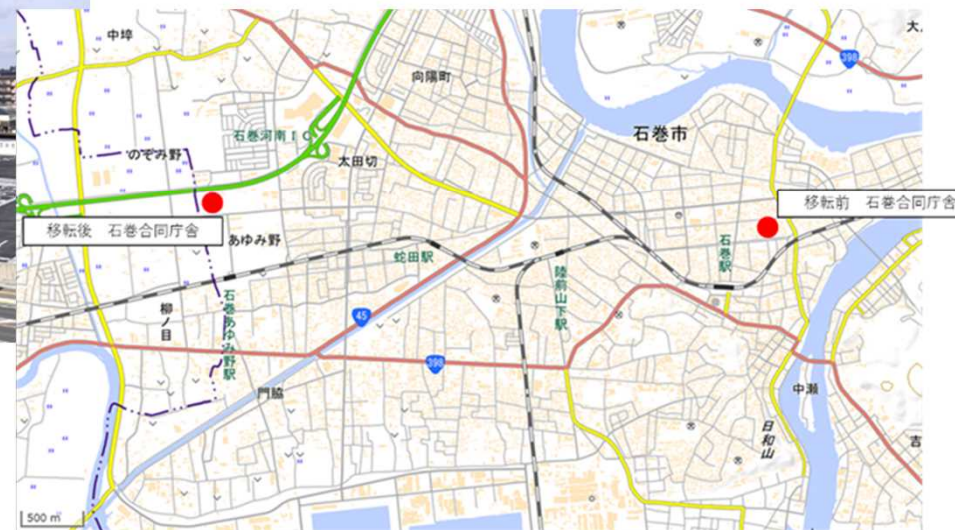 中埣
向陽町
大
398
石巻河南IC
石巻市
のぞみ野
太田切
移転前　石巻合同庁舎
移転後　石巻合同庁舎
あゆみ野
蛇田駅
石巻駅
陸前山下駅
柳ノ目
石巻あゆみ野駅
45
398
門脇
中瀬
日和山
吉
500 m